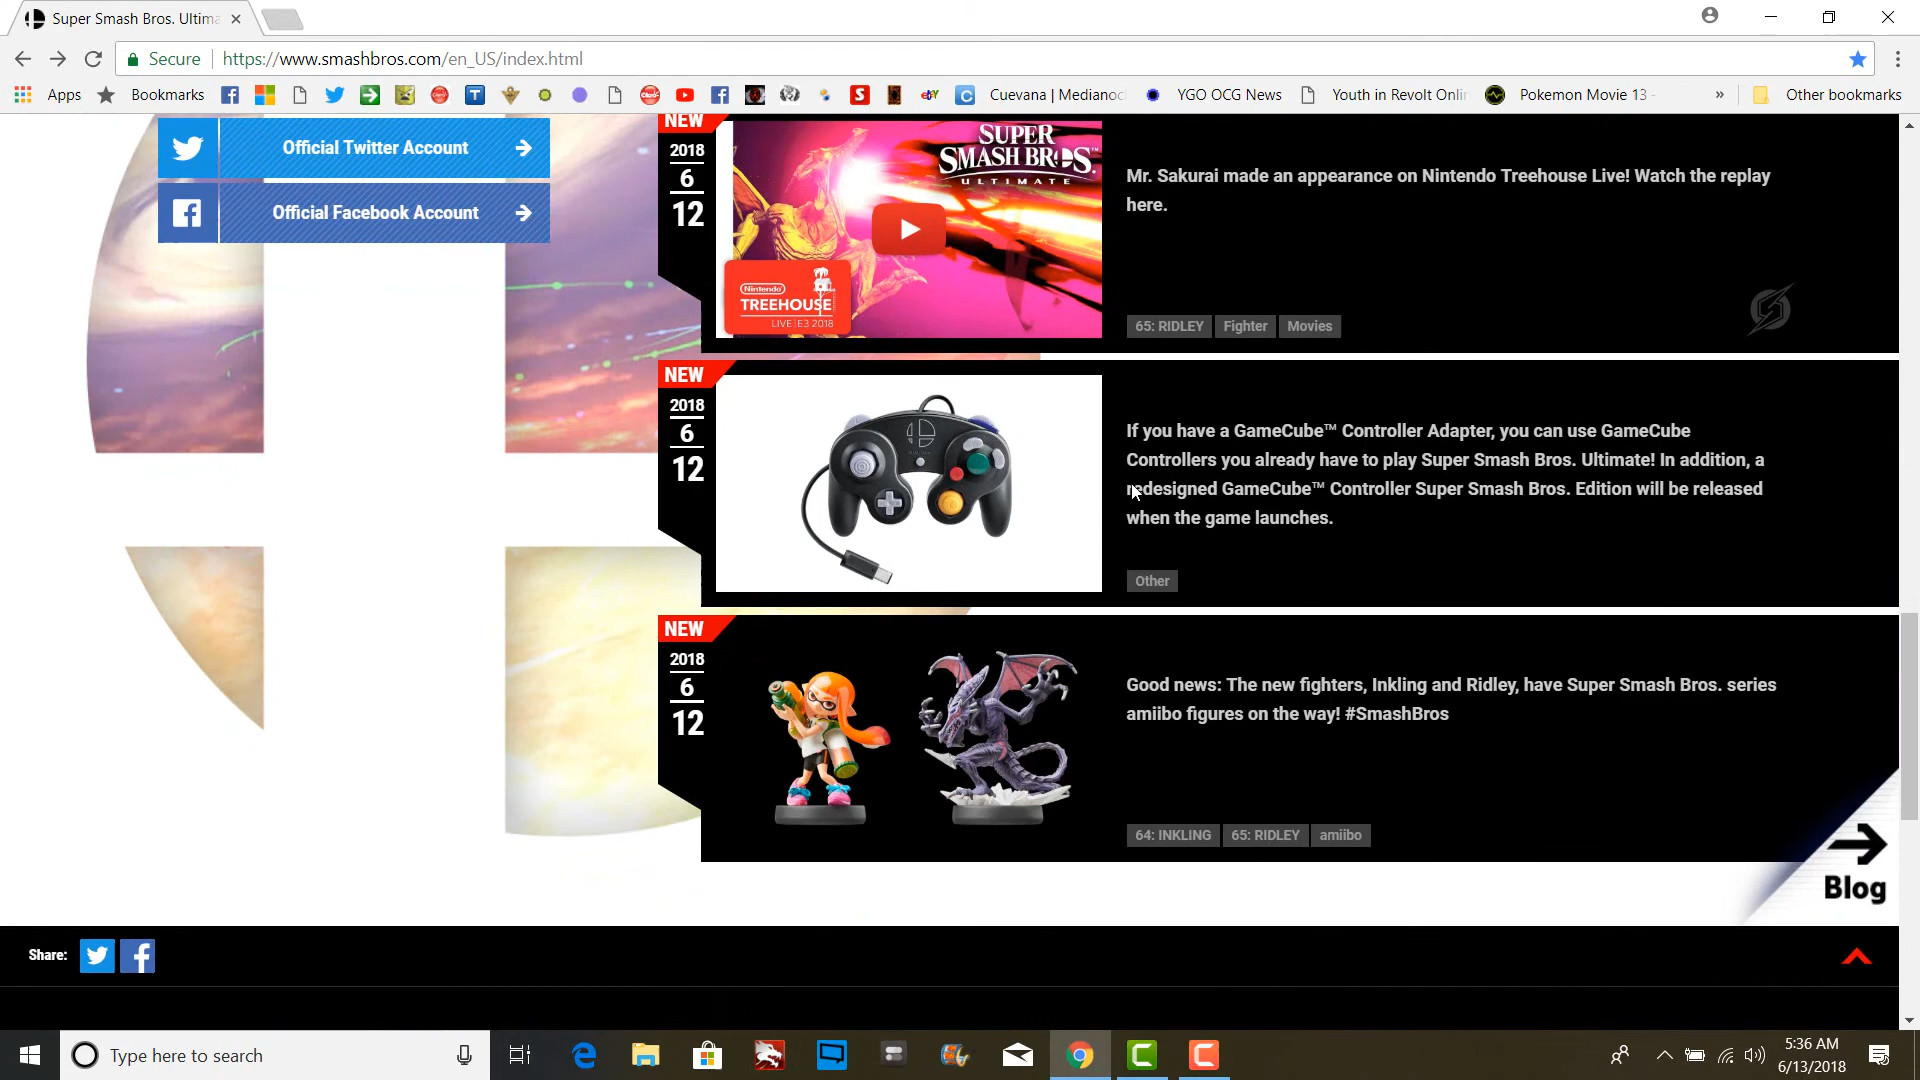 Super Smash Bros. Ultima
Secure
https://www.smashbros.com/en_US/index.html
Apps
Bookmarks
Cuevana | Medianoc
YGO OCG News
Youth in Revolt Onli
Pokemon Movie 13 -
»
Other bookmarks
Official Twitter Account
Official Facebook Account
NEW
2018
6
12
SUPER
SMASH BROS.
ULTIMATE
Nintendo
TREEHOUSE
LIVE | E3 2018
Mr. Sakurai made an appearance on Nintendo Treehouse Live! Watch the replay
here.
65: RIDLEY Fighter Movies
NEW
2018
6
12
If you have a GameCube™ Controller Adapter, you can use GameCube
Controllers you already have to play Super Smash Bros. Ultimate! In addition, a
redesigned GameCube™ Controller Super Smash Bros. Edition will be released
when the game launches.
Other
NEW
2018
6
12
Good news: The new fighters, Inkling and Ridley, have Super Smash Bros. series
amiibo figures on the way! #SmashBros
64: INKLING 65: RIDLEY amiibo
Blog
Share:
Type here to search
5:36 AM
6/13/2018